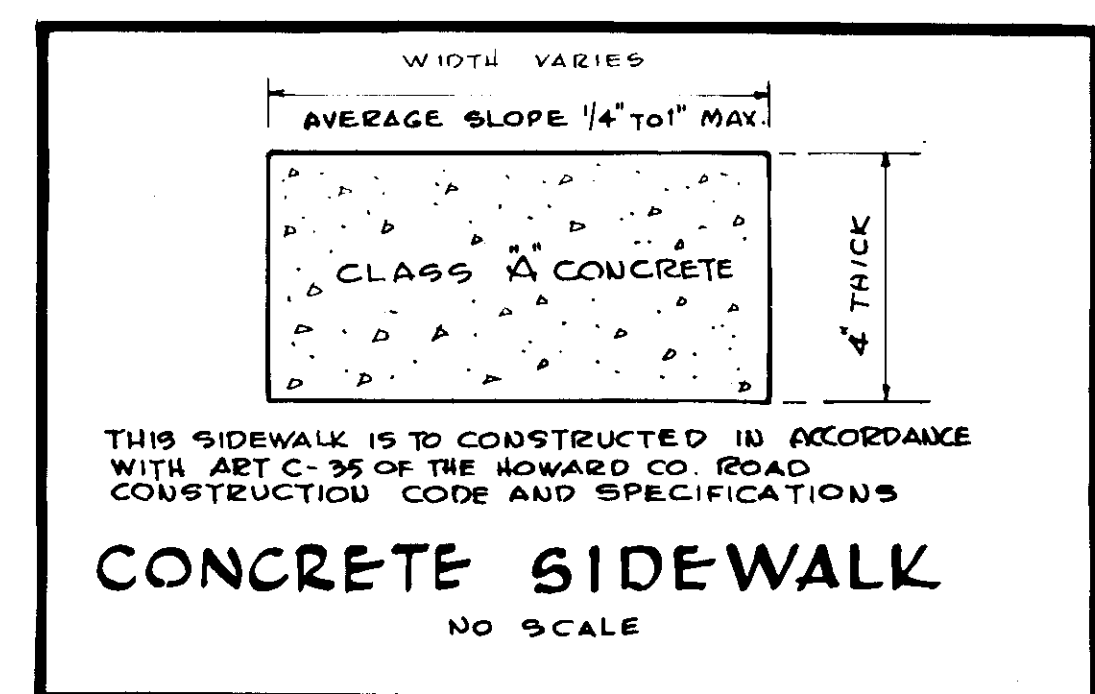 WIDTH VARIES
AVERAGE SLOPE 1/4" TO 1" MAX.
CLASS "A" CONCRETE
4" THICK
THIS SIDEWALK IS TO CONSTRUCTED IN ACCORDANCE
WITH ART C-35 OF THE HOWARD CO. ROAD
CONSTRUCTION CODE AND SPECIFICATIONS
CONCRETE SIDEWALK
NO SCALE